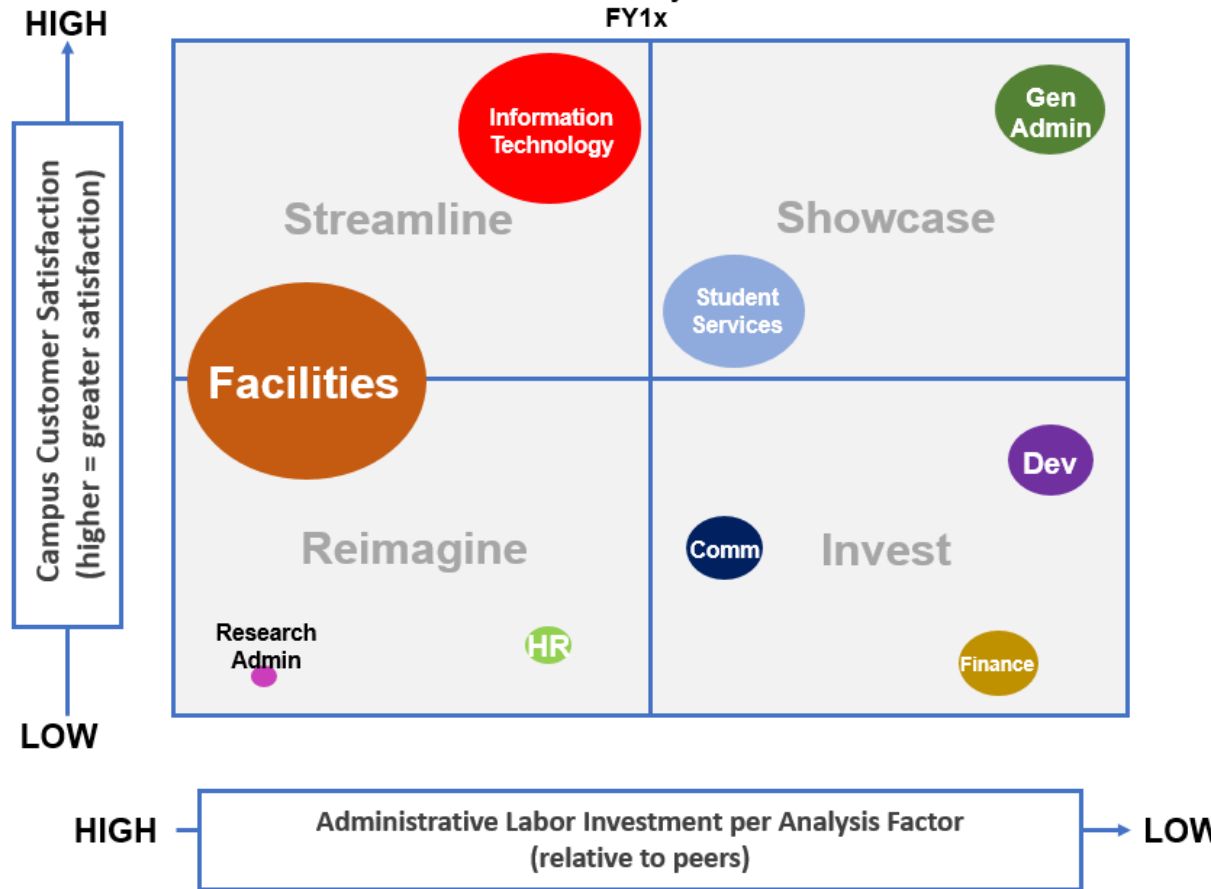 FY1x
HIGH
Campus Customer Satisfaction
(higher = greater satisfaction)
LOW
Information
Technology
Gen
Admin
Streamline
Showcase
Student
Services
Facilities
Dev
Comm
Reimagine
Invest
Research
Admin
HR
Finance
HIGH
Administrative Labor Investment per Analysis Factor
(relative to peers)
LOW